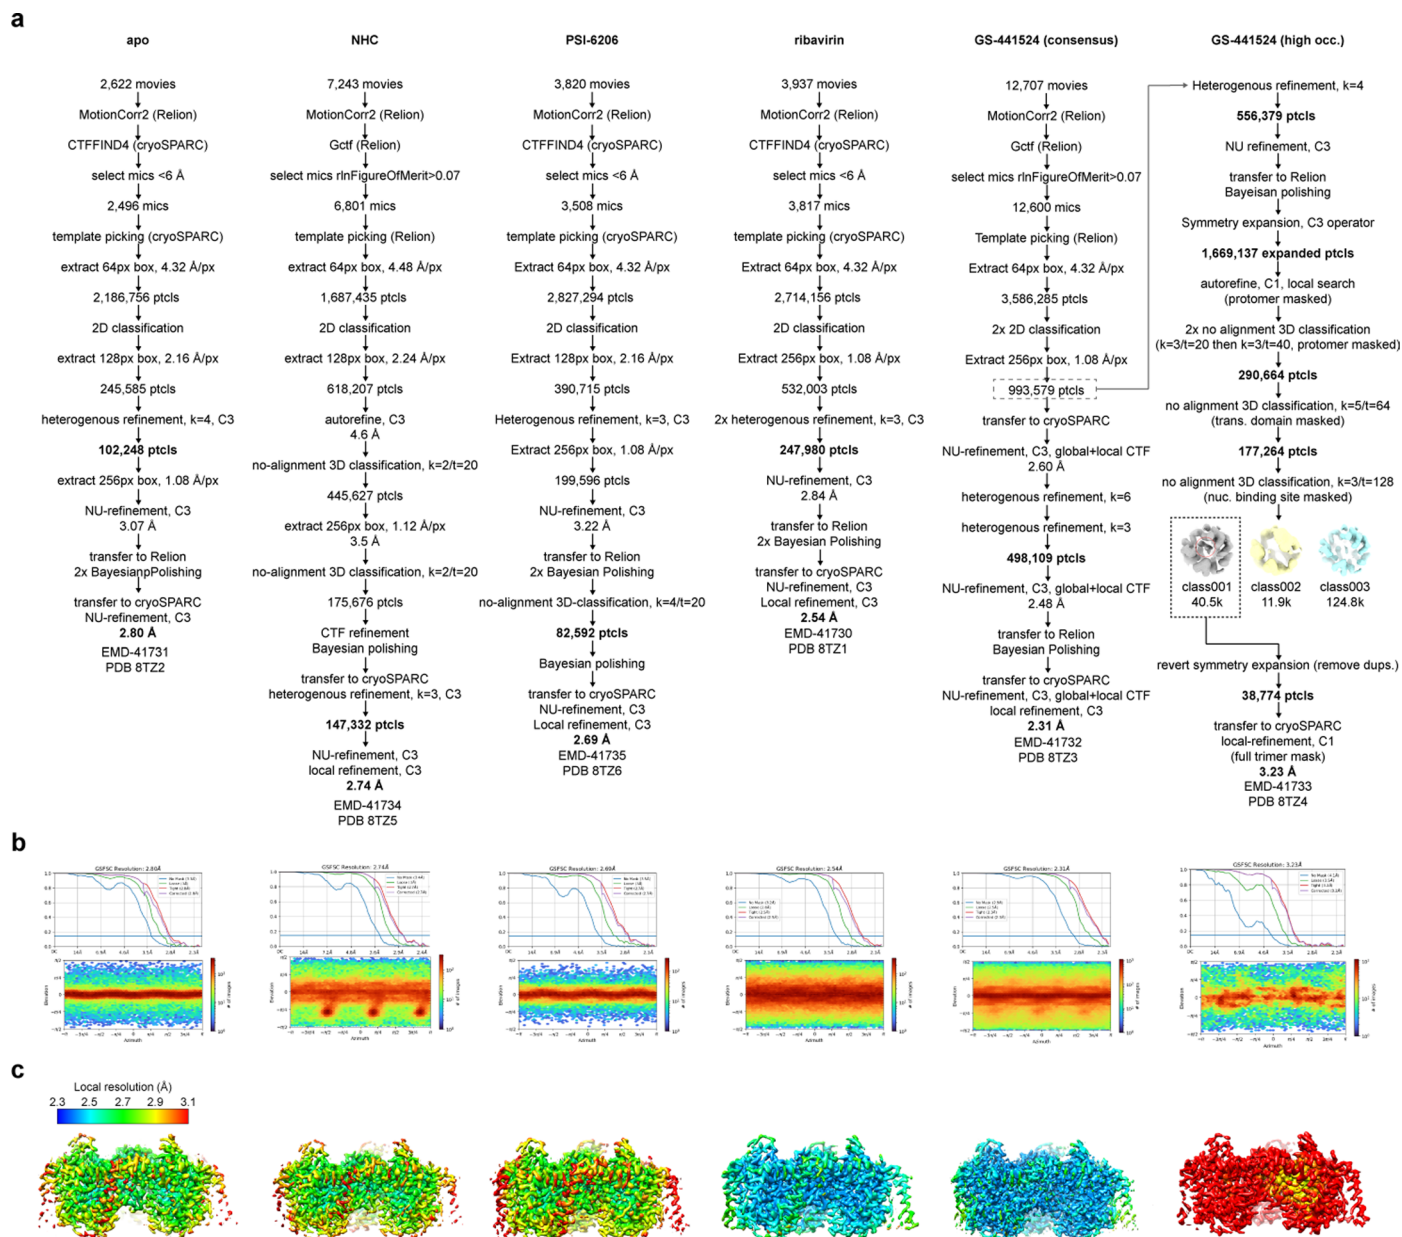 a
apo
2,622 movies
MotionCorr2 (Relion)
CTFFIND4 (cryoSPARC)
select mics <6 Å
2,496 mics
template picking (cryoSPARC)
extract 64px box, 4.32 Å/px
2,186,756 ptcls
2D classification
extract 128px box, 2.16 Å/px
245,585 ptcls
heterogenous refinement, k=4, C3
102,248 ptcls
extract 256px box, 1.08 Å/px
NU-refinement, C3
3.07 Å
transfer to Relion
2x BayesianpPolishing
transfer to cryoSPARC
NU-refinement, C3
2.80 Å
EMD-41731
PDB 8TZ2
NHC
7,243 movies
MotionCorr2 (Relion)
Gctf (Relion)
select mics rlnFigureOfMerit>0.07
6,801 mics
template picking (Relion)
extract 64px box, 4.48 Å/px
1,687,435 ptcls
2D classification
extract 128px box, 2.24 Å/px
618,207 ptcls
autorefine, C3
4.6 Å
no-alignment 3D classification, k=2/t=20
445,627 ptcls
extract 256px box, 1.12 Å/px
3.5 Å
no-alignment 3D classification, k=2/t=20
175,676 ptcls
CTF refinement
Bayesian polishing
transfer to cryoSPARC
heterogenous refinement, k=3, C3
147,332 ptcls
NU-refinement, C3
local refinement, C3
2.74 Å
EMD-41734
PDB 8TZ5
PSI-6206
3,820 movies
MotionCorr2 (Relion)
CTFFIND4 (cryoSPARC)
select mics <6 Å
3,508 mics
template picking (cryoSPARC)
extract 64px box, 4.32 Å/px
2,827,294 ptcls
2D classification
Extract 128px box, 2.16 Å/px
390,715 ptcls
Heterogenous refinement, k=3, C3
Extract 256px box, 1.08 Å/px
199,596 ptcls
NU-refinement, C3
3.22 Å
transfer to Relion
2x Bayesian Polishing
no-alignment 3D-classification, k=4/t=20
82,592 ptcls
Bayesian polishing
transfer to cryoSPARC
NU-refinement, C3
Local refinement, C3
2.69 Å
EMD-41735
PDB 8TZ6
ribavirin
3,937 movies
MotionCorr2 (Relion)
CTFFIND4 (cryoSPARC)
select mics <6 Å
3,817 mics
template picking (cryoSPARC)
extract 64px box, 4.32 Å/px
2,714,156 ptcls
2D classification
Extract 256px box, 1.08 Å/px
532,003 ptcls
2x heterogenous refinement, k=3, C3
247,980 ptcls
NU-refinement, C3
2.84 Å
transfer to Relion
2x Bayesian Polishing
transfer to cryoSPARC
NU-refinement, C3
Local refinement, C3
2.54 Å
EMD-41730
PDB 8TZ1
GS-441524 (consensus)
12,707 movies
MotionCorr2 (Relion)
Gctf (Relion)
select mics rlnFigureOfMerit>0.07
12,600 mics
Template picking (Relion)
Extract 64px box, 4.32 Å/px
3,586,285 ptcls
2x 2D classification
Extract 256px box, 1.08 Å/px
993,579 ptcls
transfer to cryoSPARC
NU-refinement, C3, global+local CTF
2.60 Å
heterogenous refinement, k=6
heterogenous refinement, k=3
498,109 ptcls
NU-refinement, C3, global+local CTF
2.48 Å
transfer to Relion
Bayesian Polishing
transfer to cryoSPARC
NU-refinement, C3, global+local CTF
local refinement, C3
2.31 Å
EMD-41732
PDB 8TZ3
GS-441524 (high occ.)
Heterogenous refinement, k=4
556,379 ptcls
NU refinement, C3
transfer to Relion
Bayeisan polishing
Symmetry expansion, C3 operator
1,669,137 expanded ptcls
autorefine, C1, local search
(protomer masked)
2x no alignment 3D classification
(k=3/t=20 then k=3/t=40, protomer masked)
290,664 ptcls
no alignment 3D classification, k=5/t=64
(trans. domain masked)
177,264 ptcls
no alignment 3D classification, k=3/t=128
(nuc. binding site masked)
class001
40.5k
class002
11.9k
class003
124.8k
revert symmetry expansion (remove dups.)
38,774 ptcls
transfer to cryoSPARC
local-refinement, C1
(full trimer mask)
3.23 Å
EMD-41733
PDB 8TZ4
b
GSFSC Resolution: 2.80Å
GSFSC Resolution: 2.74Å
GSFSC Resolution: 2.69Å
GSFSC Resolution: 2.54Å
GSFSC Resolution: 2.31Å
GSFSC Resolution: 3.23Å
Elevation
Azimuth
# of images
c
Local resolution (Å)
2.3 2.5 2.7 2.9 3.1